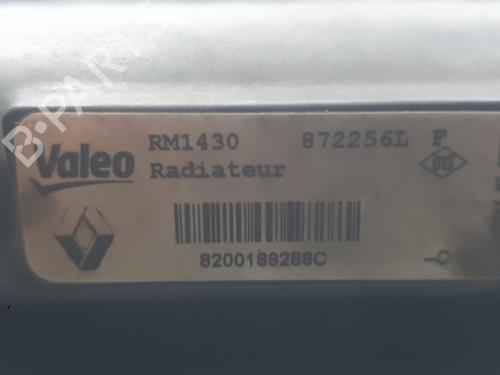 B-PARTS
RM1430 872256L F
Valeo Radiateur
8200189288C
-C